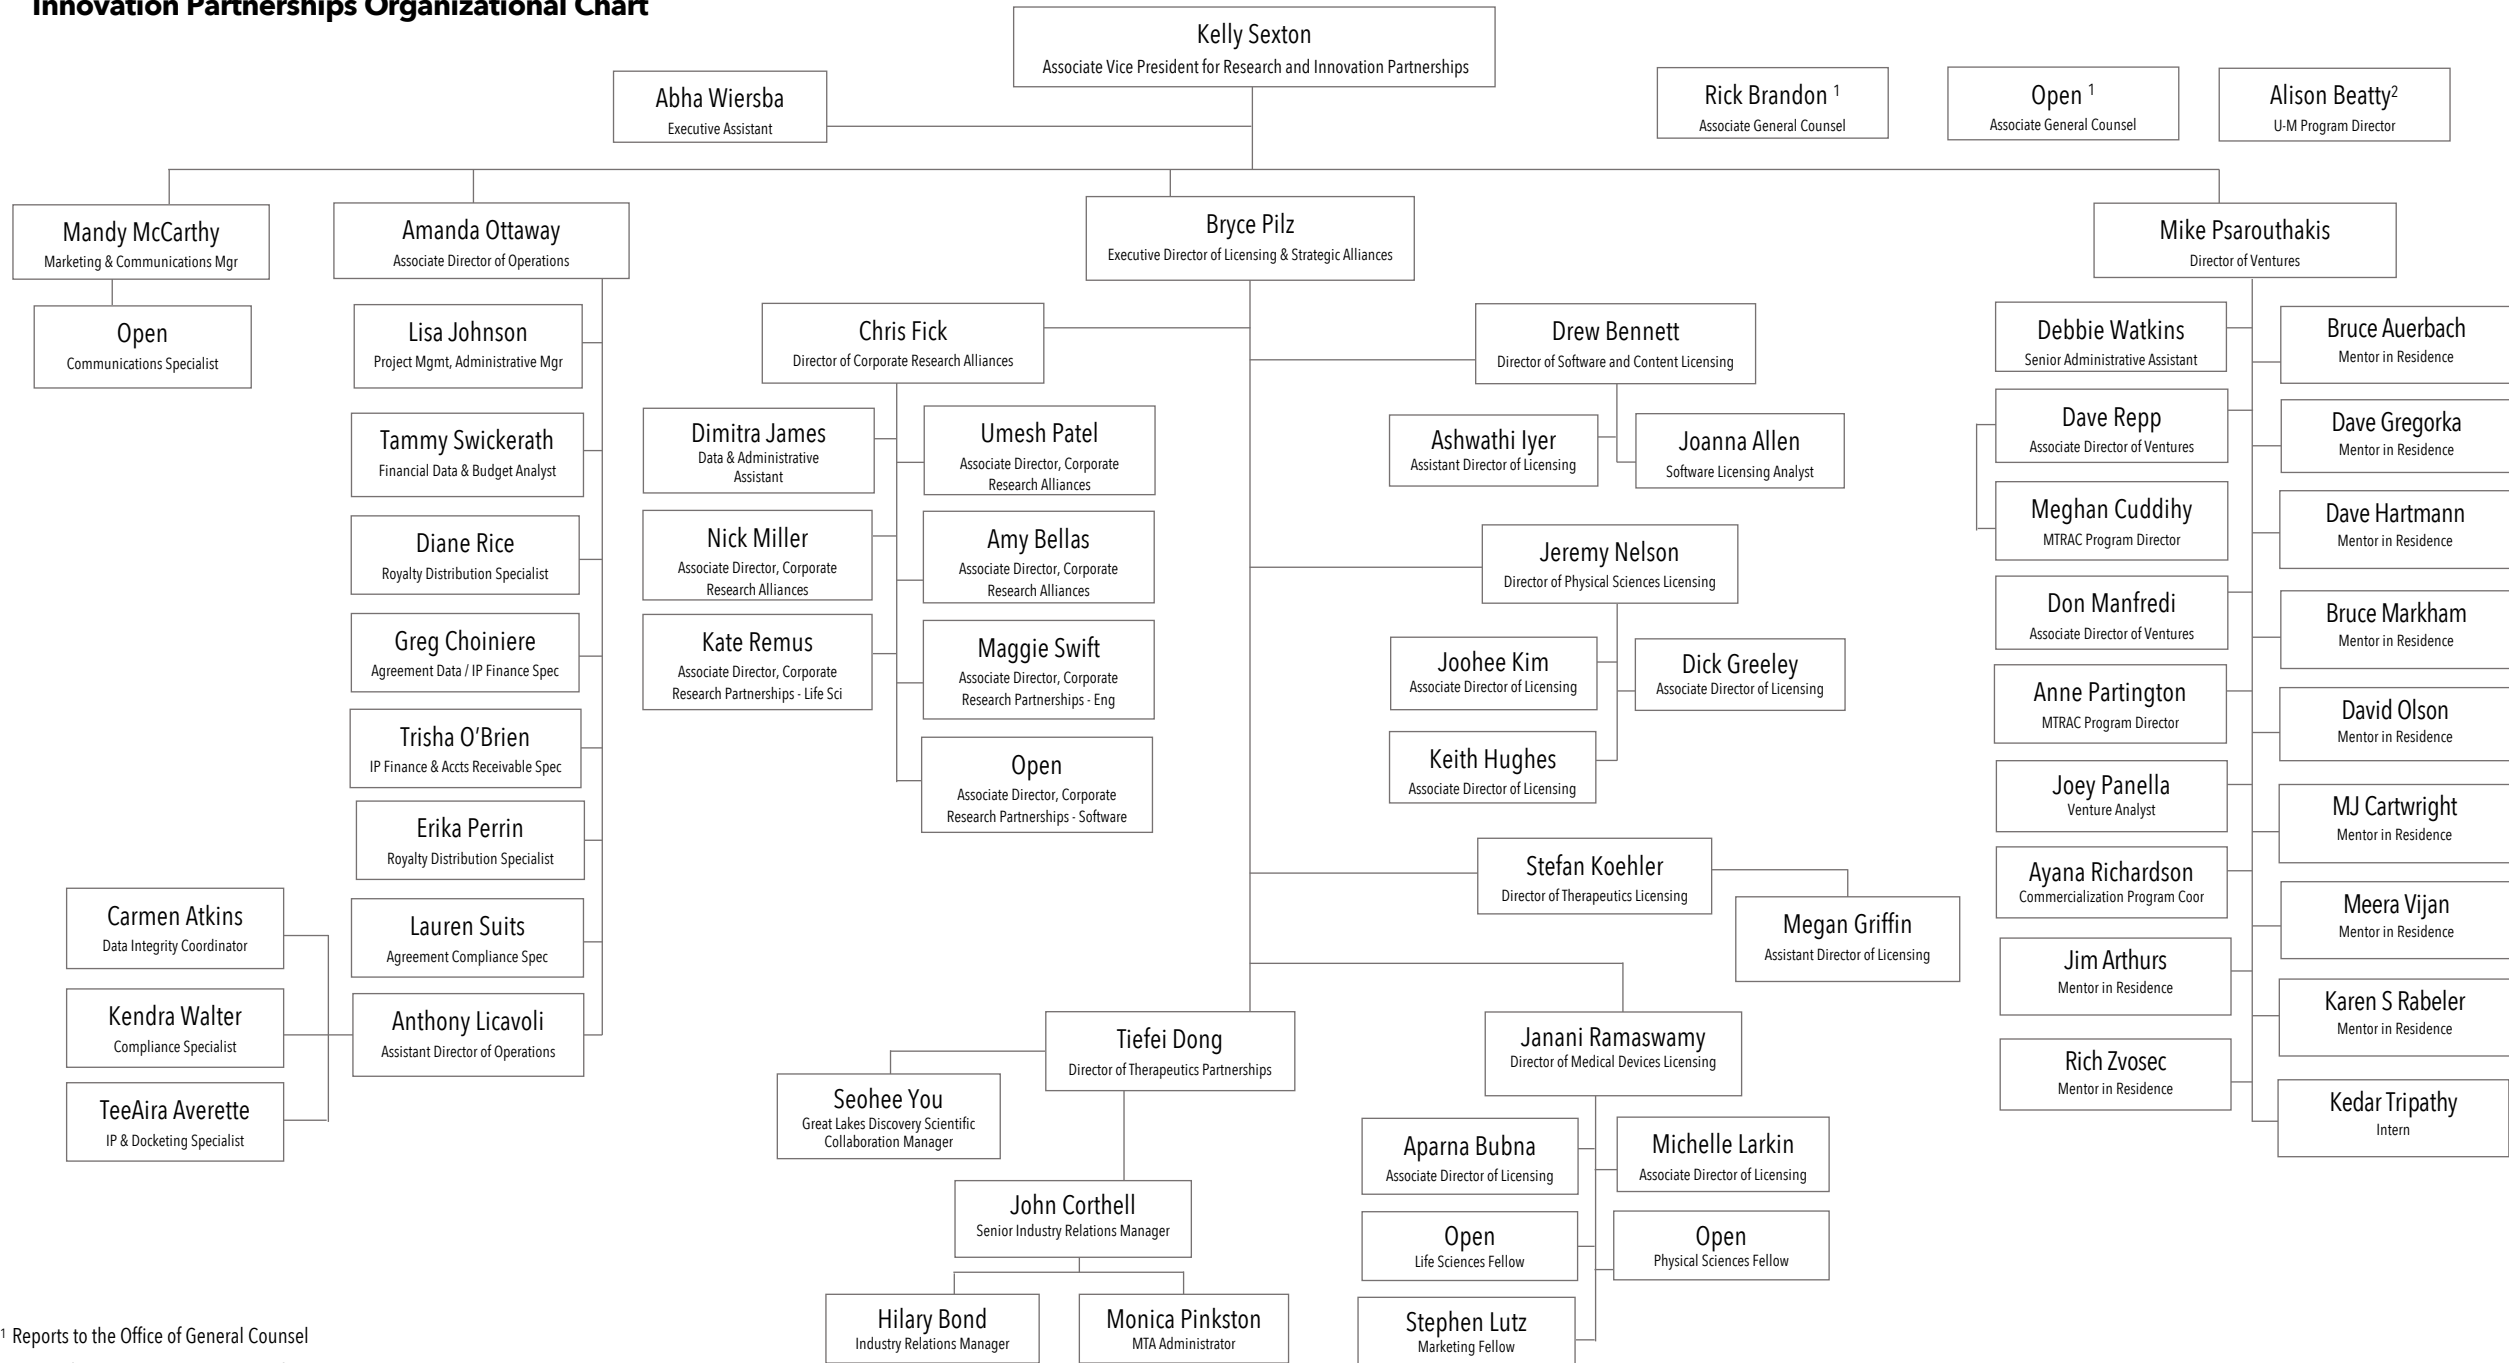 Innovation Partnerships Organizational Chart
Kelly Sexton
Associate Vice President for Research and Innovation Partnerships
Abha Wiersba
Executive Assistant
Rick Brandon 1
Associate General Counsel
Open 1
Associate General Counsel
Alison Beatty2
U-M Program Director
Mandy McCarthy
Marketing & Communications Mgr
Open
Communications Specialist
Amanda Ottaway
Associate Director of Operations
Lisa Johnson
Project Mgmt, Administrative Mgr
Tammy Swickerath
Financial Data & Budget Analyst
Diane Rice
Royalty Distribution Specialist
Greg Choiniere
Agreement Data / IP Finance Spec
Trisha O'Brien
IP Finance & Accts Receivable Spec
Erika Perrin
Royalty Distribution Specialist
Lauren Suits
Agreement Compliance Spec
Anthony Licavoli
Assistant Director of Operations
Carmen Atkins
Data Integrity Coordinator
Kendra Walter
Compliance Specialist
TeeAira Averette
IP & Docketing Specialist
Bryce Pilz
Executive Director of Licensing & Strategic Alliances
Chris Fick
Director of Corporate Research Alliances
Dimitra James
Data & Administrative
Assistant
Umesh Patel
Associate Director, Corporate
Research Alliances
Nick Miller
Associate Director, Corporate
Research Alliances
Amy Bellas
Associate Director, Corporate
Research Alliances
Kate Remus
Associate Director, Corporate
Research Partnerships - Life Sci
Maggie Swift
Associate Director, Corporate
Research Partnerships - Eng
Open
Associate Director, Corporate
Research Partnerships - Software
Drew Bennett
Director of Software and Content Licensing
Ashwathi Iyer
Assistant Director of Licensing
Joanna Allen
Software Licensing Analyst
Jeremy Nelson
Director of Physical Sciences Licensing
Joohee Kim
Associate Director of Licensing
Dick Greeley
Associate Director of Licensing
Keith Hughes
Associate Director of Licensing
Stefan Koehler
Director of Therapeutics Licensing
Megan Griffin
Assistant Director of Licensing
Tiefei Dong
Director of Therapeutics Partnerships
Seohee You
Great Lakes Discovery Scientific
Collaboration Manager
John Corthell
Senior Industry Relations Manager
Hilary Bond
Industry Relations Manager
Monica Pinkston
MTA Administrator
Janani Ramaswamy
Director of Medical Devices Licensing
Aparna Bubna
Associate Director of Licensing
Michelle Larkin
Associate Director of Licensing
Open
Life Sciences Fellow
Open
Physical Sciences Fellow
Stephen Lutz
Marketing Fellow
Mike Psarouthakis
Director of Ventures
Debbie Watkins
Senior Administrative Assistant
Dave Repp
Associate Director of Ventures
Meghan Cuddihy
MTRAC Program Director
Don Manfredi
Associate Director of Ventures
Anne Partington
MTRAC Program Director
Joey Panella
Venture Analyst
Ayana Richardson
Commercialization Program Coor
Jim Arthurs
Mentor in Residence
Rich Zvosec
Mentor in Residence
Bruce Auerbach
Mentor in Residence
Dave Gregorka
Mentor in Residence
Dave Hartmann
Mentor in Residence
Bruce Markham
Mentor in Residence
David Olson
Mentor in Residence
MJ Cartwright
Mentor in Residence
Meera Vijan
Mentor in Residence
Karen S Rabeler
Mentor in Residence
Kedar Tripathy
Intern
1 Reports to the Office of General Counsel